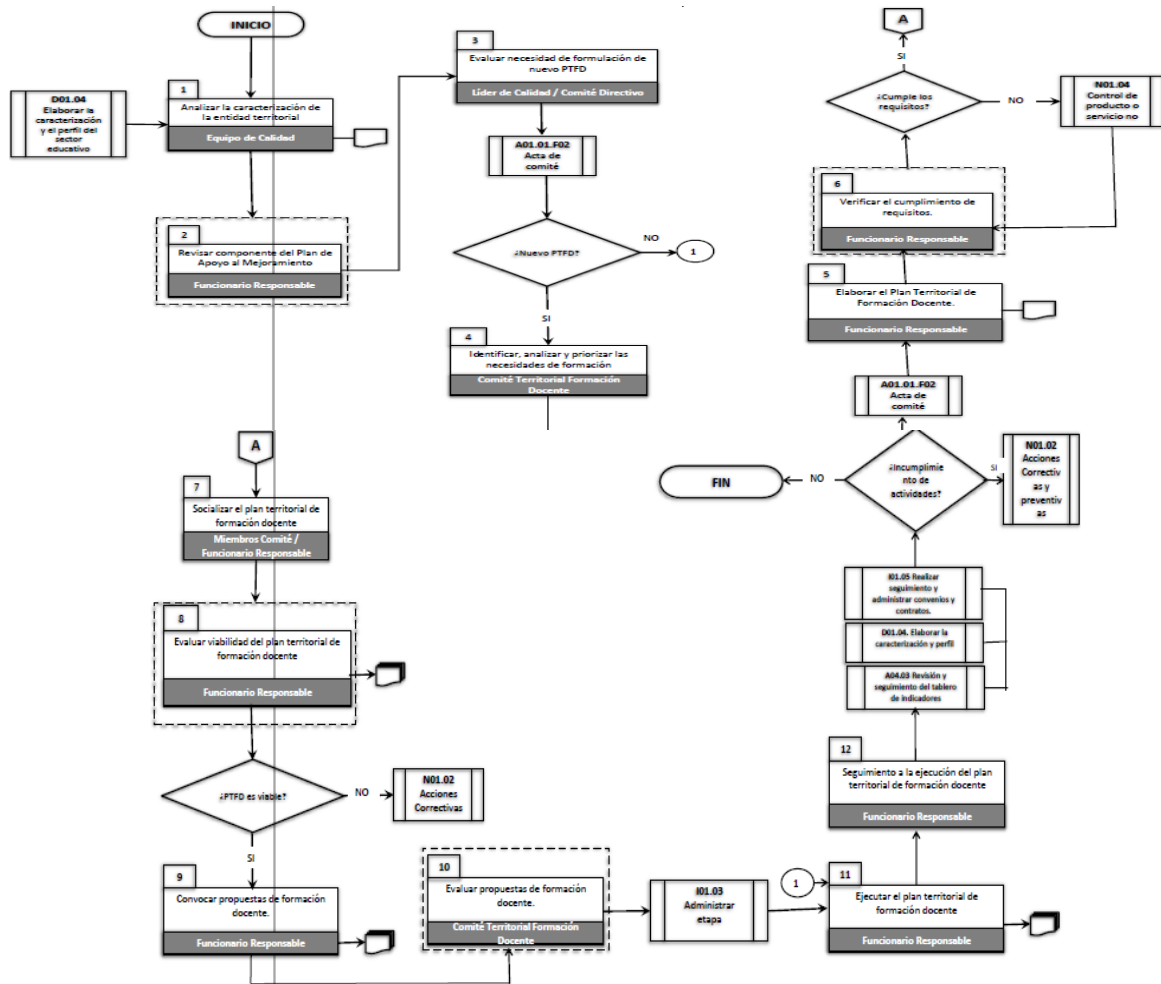 INICIO
D01.04
Elaborar la
caracterización
y el perfil del
sector
educativo
1
Analizar la caracterización de
la entidad territorial
Equipo de Calidad
2
Revisar componente del Plan de
Apoyo al Mejoramiento
Funcionario Responsable
3
Evaluar necesidad de formulación de
nuevo PTFD
Líder de Calidad / Comité Directivo
A01.01.F02
Acta de
comité
¿Nuevo PTFD?
NO
1
SI
4
Identificar, analizar y priorizar las
necesidades de formación
Comité Territorial Formación
Docente
A
SI
¿Cumple los
requisitos?
NO
N01.04
Control de
producto o
servicio no
6
Verificar el cumplimiento de
requisitos.
Funcionario Responsable
5
Elaborar el Plan Territorial de
Formación Docente.
Funcionario Responsable
A01.01.F02
Acta de
comité
A
7
Socializar el plan territorial de
formación docente
Miembros Comité /
Funcionario Responsable
8
Evaluar viabilidad del plan territorial de
formación docente
Funcionario Responsable
¿PTFD es viable?
NO
N01.02
Acciones
Correctivas
SI
9
Convocar propuestas de formación
docente.
Funcionario Responsable
10
Evaluar propuestas de formación
docente.
Comité Territorial Formación
Docente
I01.03
Administrar
etapa
1
11
Ejecutar el plan territorial de
formación docente
Funcionario Responsable
12
Seguimiento a la ejecución del plan
territorial de formación docente
Funcionario Responsable
I01.05 Realizar
seguimiento y
administrar convenios y
contratos.
D01.04. Elaborar la
caracterización y perfil
A04.03 Revisión y
seguimiento del tablero
de indicadores
¿Incumplimie
nto de
actividades?
NO
FIN
SI
N01.02
Acciones
Correctiv
as y
preventiv
as